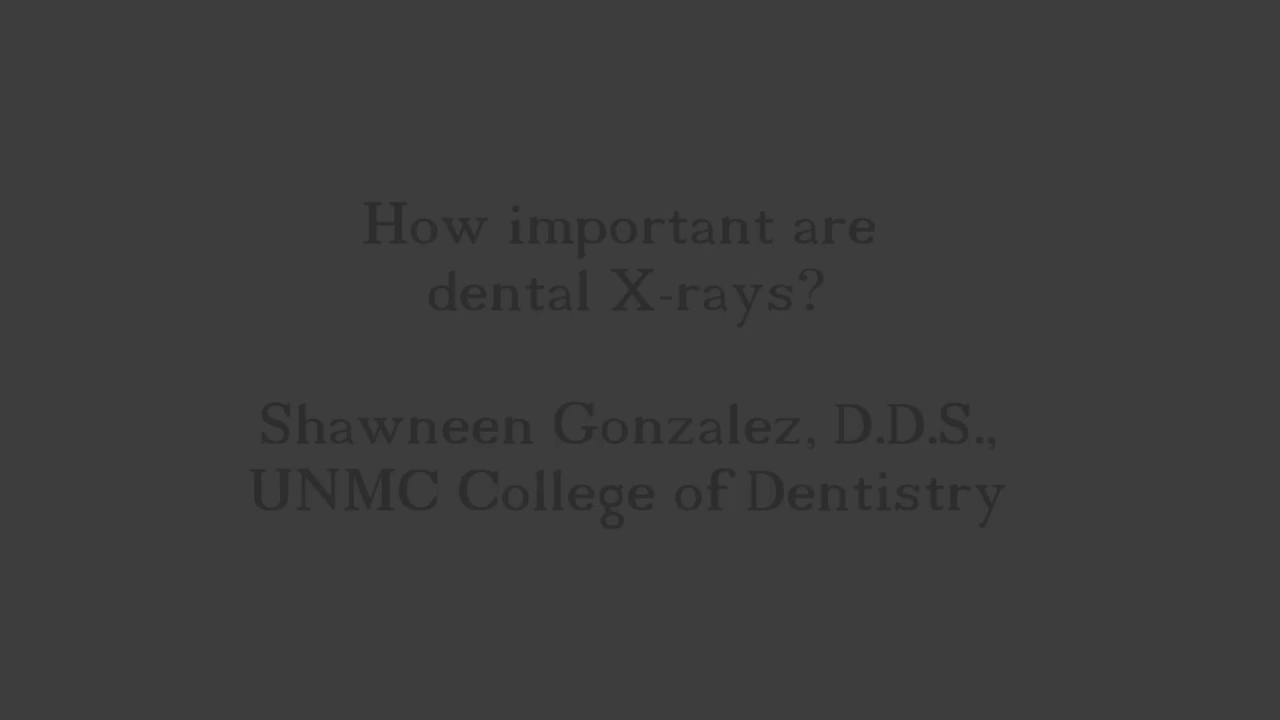 How important are
dental X-rays?
Shawneen Gonzalez, D.D.S.,
UNMC College of Dentistry